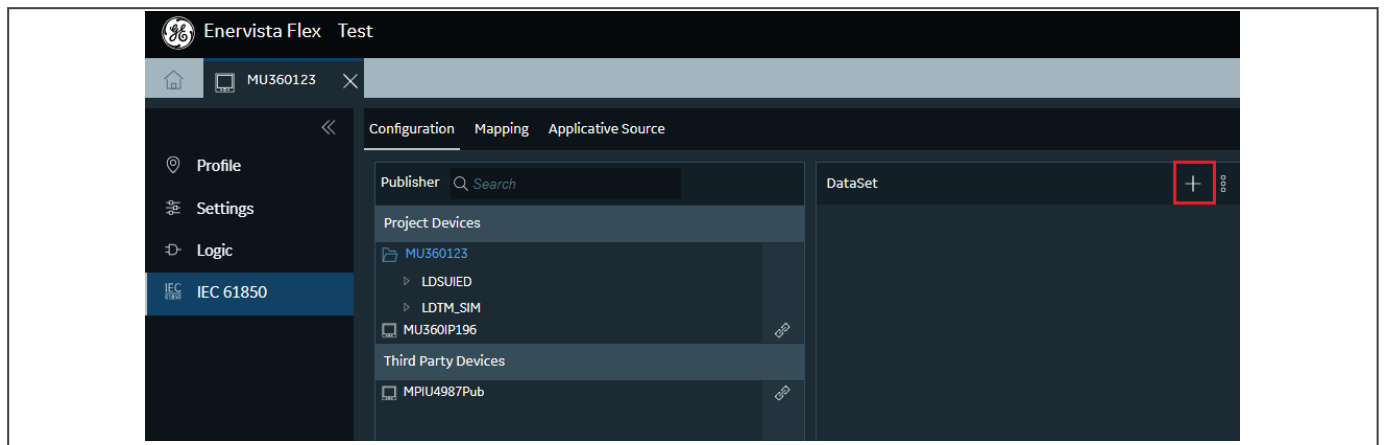 Enervista Flex Test
MU360123
Configuration Mapping Applicative Source
Profile
Settings
Logic
IEC 61850
Publisher Search
DataSet
Project Devices
MU360123
LDSUIED
LDTM_SIM
MU360IP196
Third Party Devices
MPIU4987Pub